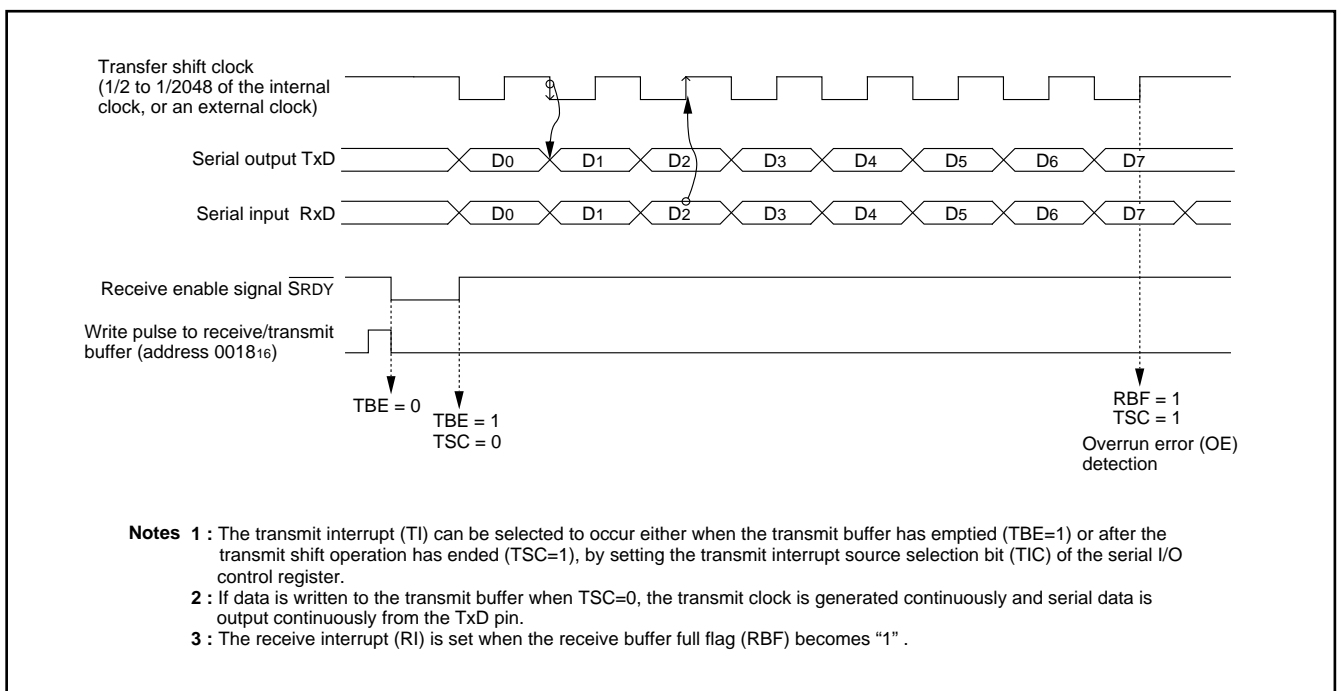 Transfer shift clock
(1/2 to 1/2048 of the internal
clock, or an external clock)
Serial output TxD
D0 D1 D2 D3 D4 D5 D6 D7
Serial input RxD
D0 D1 D2 D3 D4 D5 D6 D7
Receive enable signal S̅R̅D̅Y̅
Write pulse to receive/transmit
buffer (address 001816)
TBE = 0
TBE = 1
TSC = 0
RBF = 1
TSC = 1
Overrun error (OE)
detection
Notes 1 : The transmit interrupt (TI) can be selected to occur either when the transmit buffer has emptied (TBE=1) or after the
transmit shift operation has ended (TSC=1), by setting the transmit interrupt source selection bit (TIC) of the serial I/O
control register.
2 : If data is written to the transmit buffer when TSC=0, the transmit clock is generated continuously and serial data is
output continuously from the TxD pin.
3 : The receive interrupt (RI) is set when the receive buffer full flag (RBF) becomes “1” .